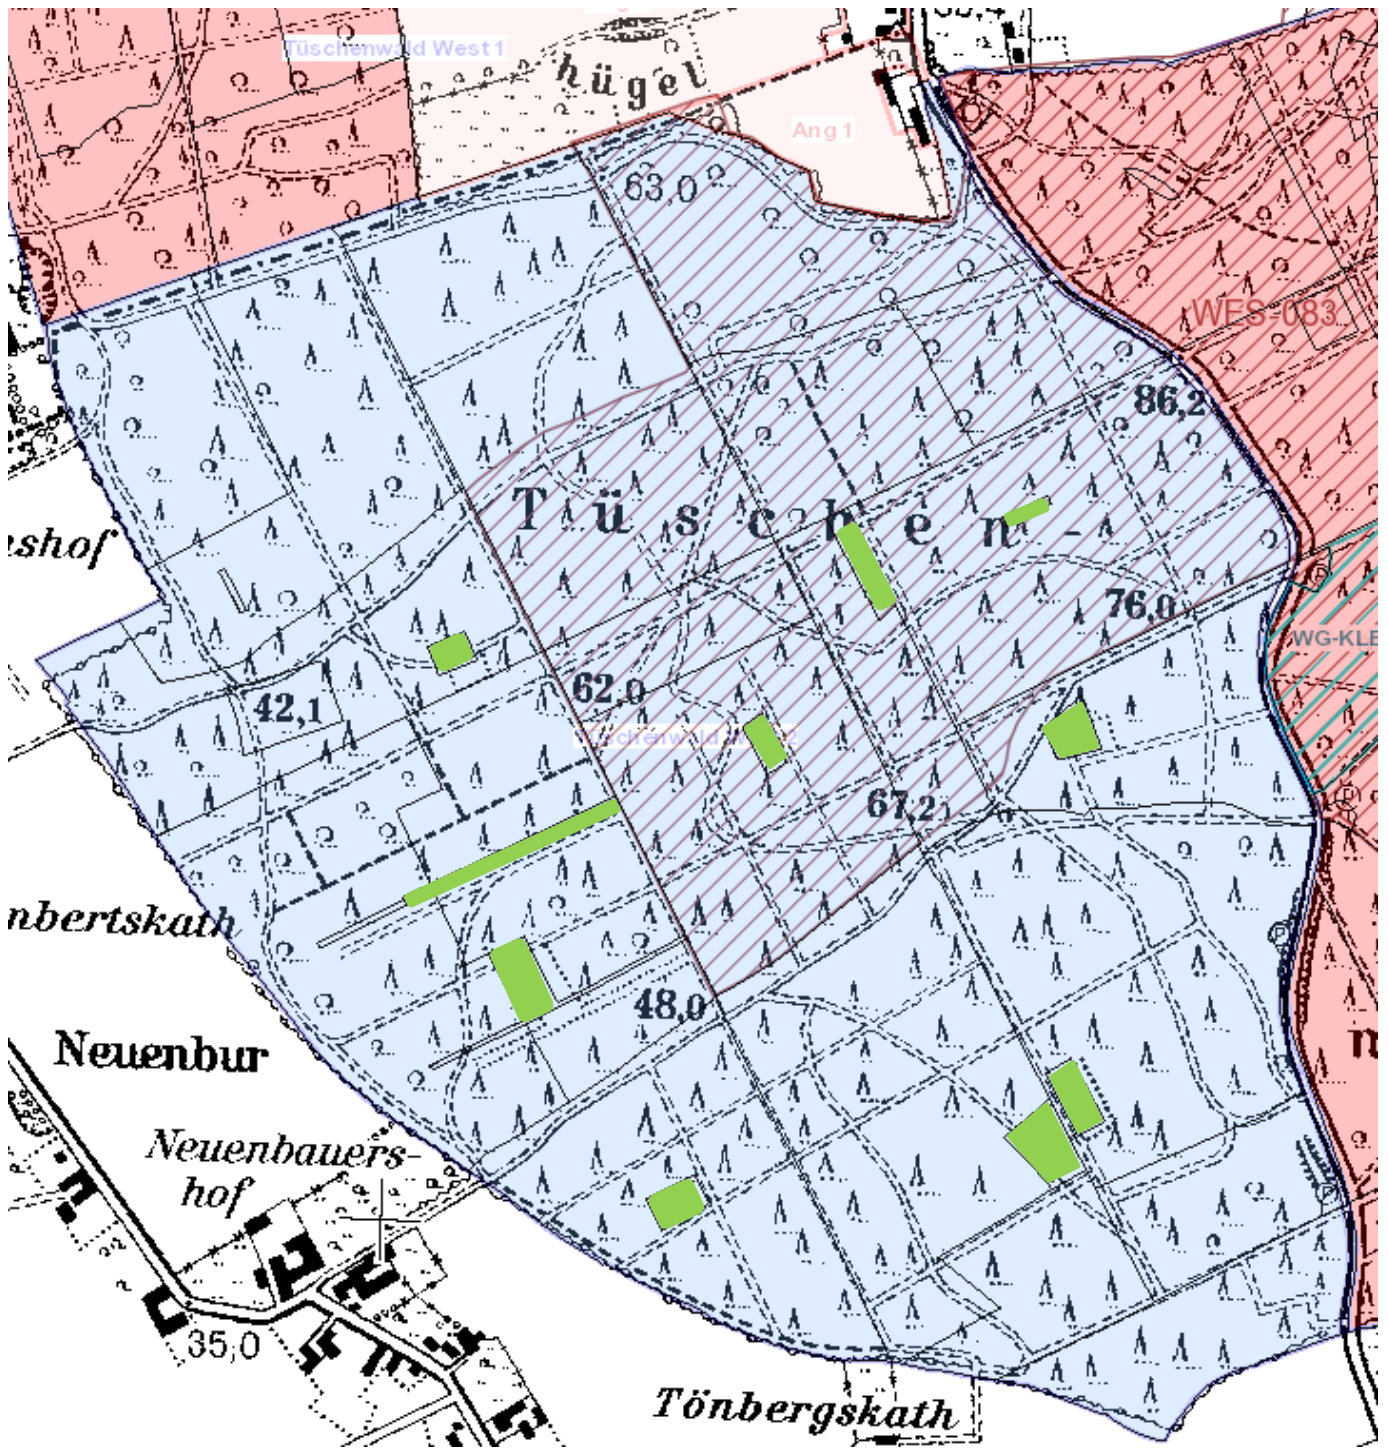 Tüschenwald West 1
hügel
Ang 1
63,0
WES-083
86,2
Tüschen-
shof
76,0
WG-KLE
42,1
62,0
67,2
nbertskath
48,0
Neuenbur
Neuenbauers-
hof
35,0
Tönbergskath